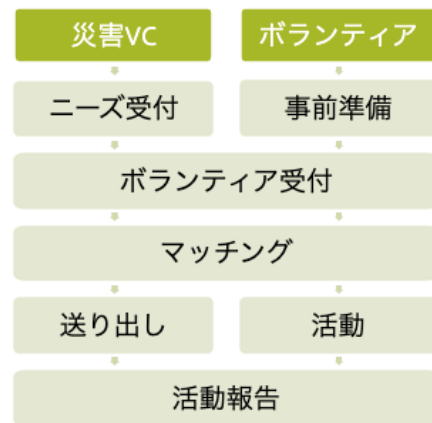 災害VC
ボランティア
ニーズ受付
事前準備
ボランティア受付
マッチング
送り出し
活動
活動報告